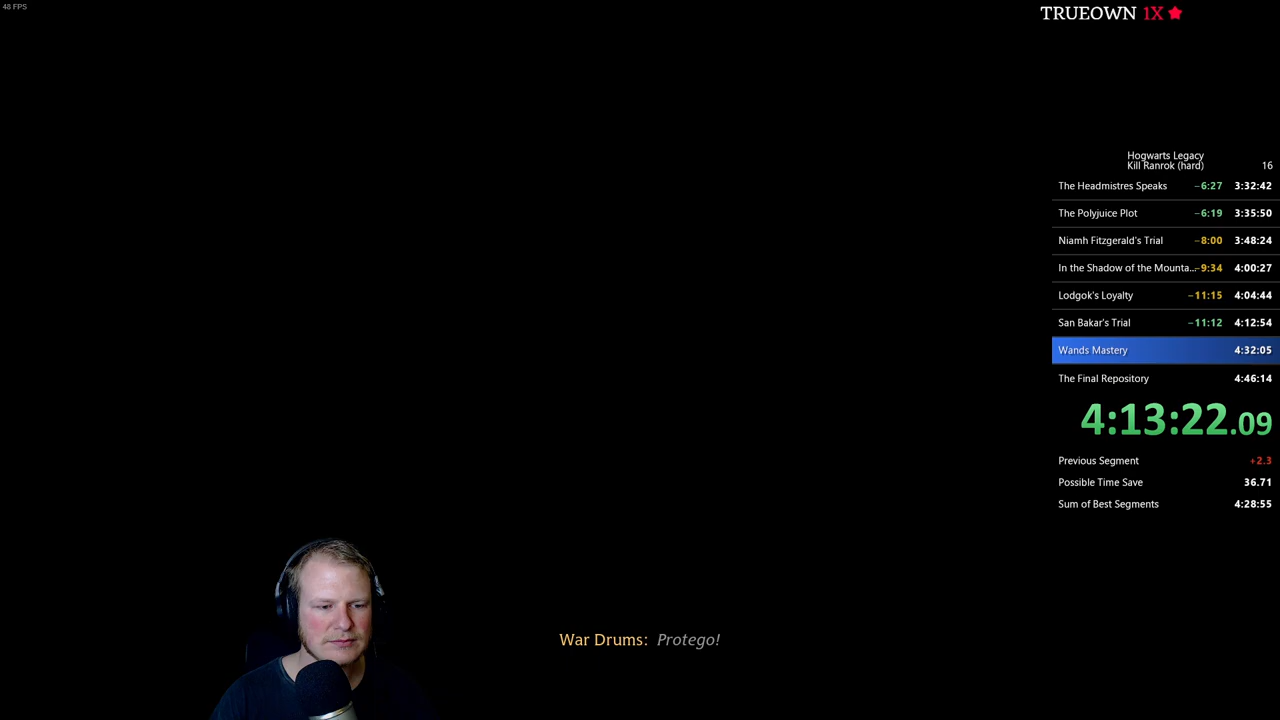 48 FPS
TRUEOWN 1X
Hogwarts Legacy
Kill Ranrok (hard) 16
The Headmistres Speaks -6:27 3:32:42
The Polyjuice Plot -6:19 3:35:50
Niamh Fitzgerald's Trial -8:00 3:48:24
In the Shadow of the Mounta... -9:34 4:00:27
Lodgok's Loyalty -11:15 4:04:44
San Bakar's Trial -11:12 4:12:54
Wands Mastery 4:32:05
The Final Repository 4:46:14
4:13:22.09
Previous Segment +2.3
Possible Time Save 36.71
Sum of Best Segments 4:28:55
War Drums: Protego!